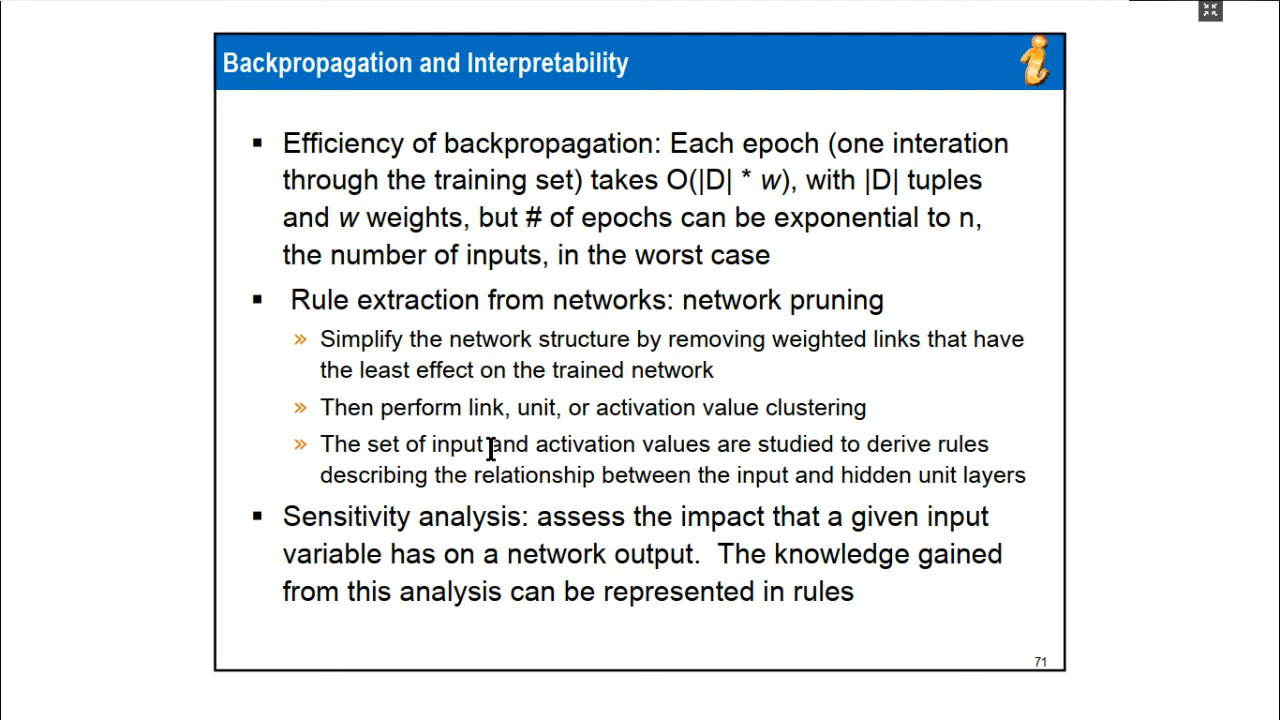 Backpropagation and Interpretability
▪ Efficiency of backpropagation: Each epoch (one interation
through the training set) takes O(|D| * w), with |D| tuples
and w weights, but # of epochs can be exponential to n,
the number of inputs, in the worst case
▪ Rule extraction from networks: network pruning
» Simplify the network structure by removing weighted links that have
the least effect on the trained network
» Then perform link, unit, or activation value clustering
» The set of input and activation values are studied to derive rules
describing the relationship between the input and hidden unit layers
▪ Sensitivity analysis: assess the impact that a given input
variable has on a network output.  The knowledge gained
from this analysis can be represented in rules
71